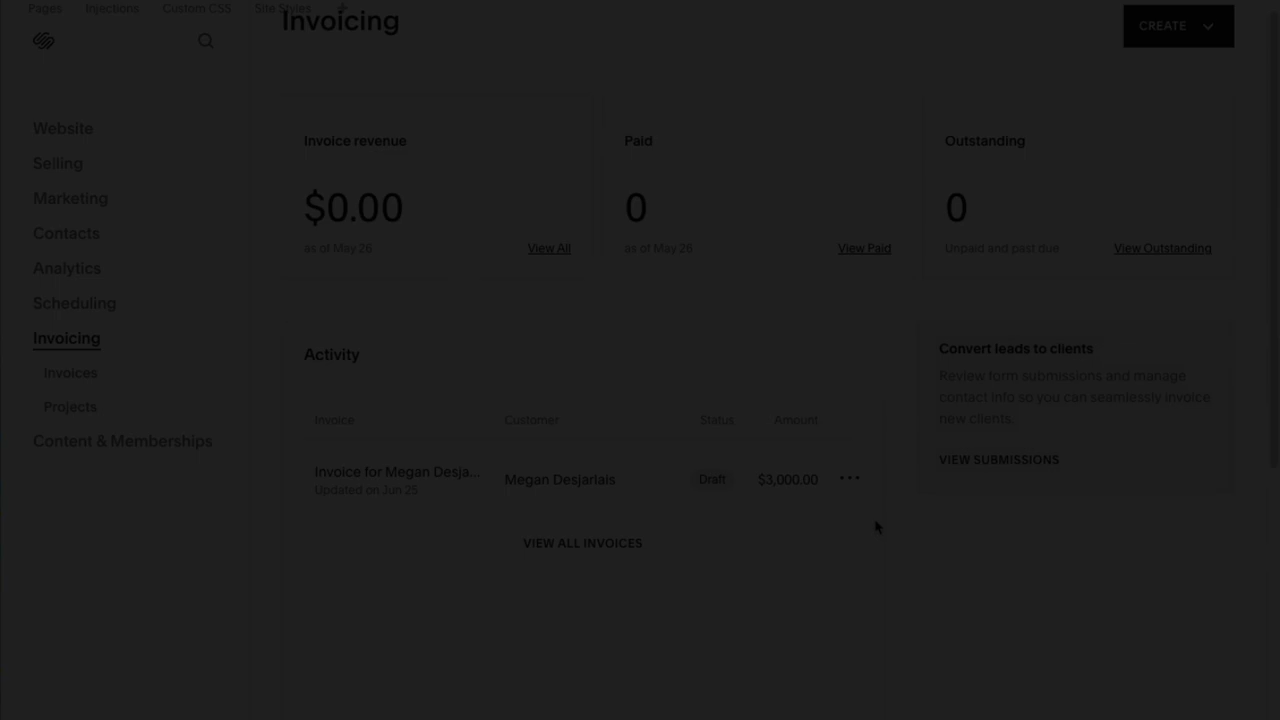 Pages Injections Custom CSS Site Styles +
Invoicing
CREATE
Website
Selling
Marketing
Contacts
Analytics
Scheduling
Invoicing
Invoices
Projects
Content & Memberships
Invoice revenue
$0.00
as of May 26
View All
Paid
0
as of May 26
View Paid
Outstanding
0
Unpaid and past due
View Outstanding
Activity
Invoice Customer Status Amount
Invoice for Megan Desja...
Updated on Jun 25
Megan Desjarlais
Draft
$3,000.00
VIEW ALL INVOICES
Convert leads to clients
Review form submissions and manage
contact info so you can seamlessly invoice
new clients.
VIEW SUBMISSIONS